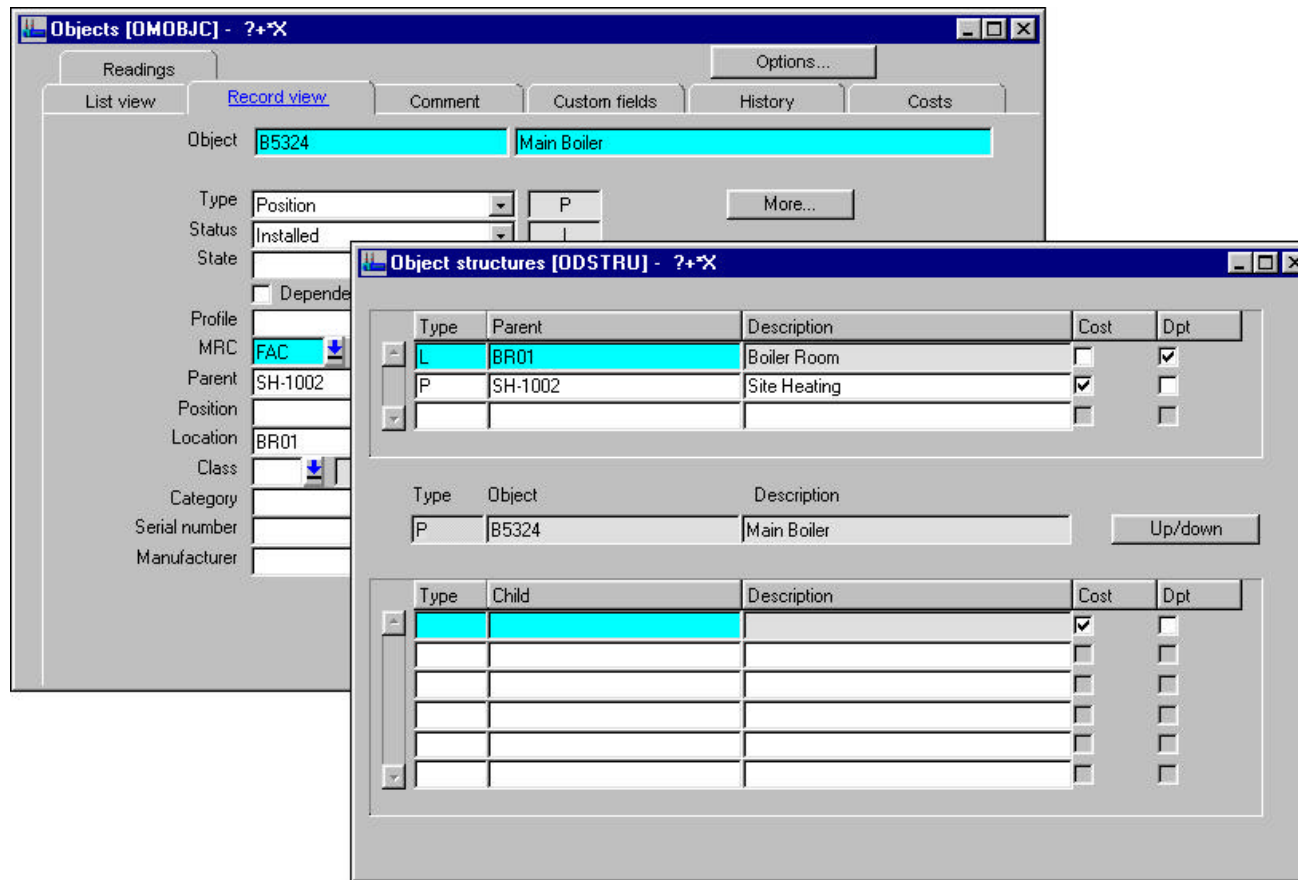 Objects [OMOBJC] - ?+*X
Readings
Options...
List view Record view Comment Custom fields History Costs
Object B5324 Main Boiler
Type Position P More...
Status Installed I
State
Depende
Profile
MRC FAC
Parent SH-1002
Position
Location BR01
Class
Category
Serial number
Manufacturer
Object structures [ODSTRU] - ?+*X
Type Parent Description Cost Dpt
L BR01 Boiler Room
P SH-1002 Site Heating
Type Object Description
P B5324 Main Boiler Up/down
Type Child Description Cost Dpt